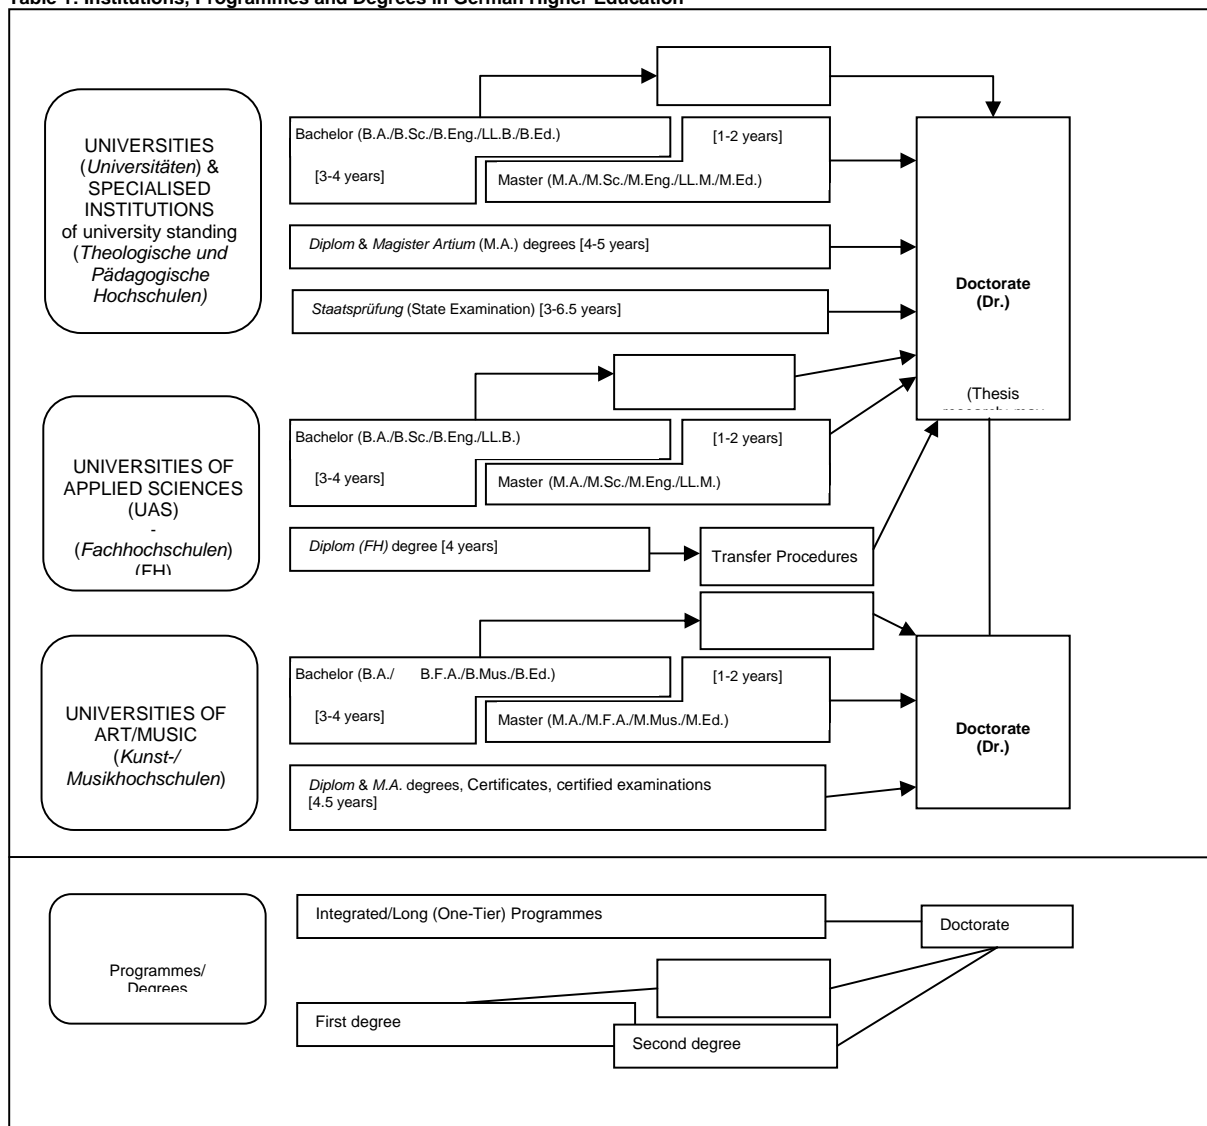 Table 1: Institutions, Programmes and Degrees in German Higher Education
UNIVERSITIES
(Universitäten) &
SPECIALISED
INSTITUTIONS
of university standing
(Theologische und
Pädagogische
Hochschulen)
Bachelor (B.A./B.Sc./B.Eng./LL.B./B.Ed.)
[3-4 years]
[1-2 years]
Master (M.A./M.Sc./M.Eng./LL.M./M.Ed.)
Diplom & Magister Artium (M.A.) degrees [4-5 years]
Staatsprüfung (State Examination) [3-6.5 years]
Doctorate
(Dr.)
(Thesis
UNIVERSITIES OF
APPLIED SCIENCES
(UAS)
-
(Fachhochschulen)
(FH)
Bachelor (B.A./B.Sc./B.Eng./LL.B.)
[3-4 years]
[1-2 years]
Master (M.A./M.Sc./M.Eng./LL.M.)
Diplom (FH) degree [4 years]
Transfer Procedures
UNIVERSITIES OF
ART/MUSIC
(Kunst-/
Musikhochschulen)
Bachelor (B.A./ B.F.A./B.Mus./B.Ed.)
[3-4 years]
[1-2 years]
Master (M.A./M.F.A./M.Mus./M.Ed.)
Diplom & M.A. degrees, Certificates, certified examinations
[4.5 years]
Doctorate
(Dr.)
Programmes/
Degrees
Integrated/Long (One-Tier) Programmes
Doctorate
First degree
Second degree